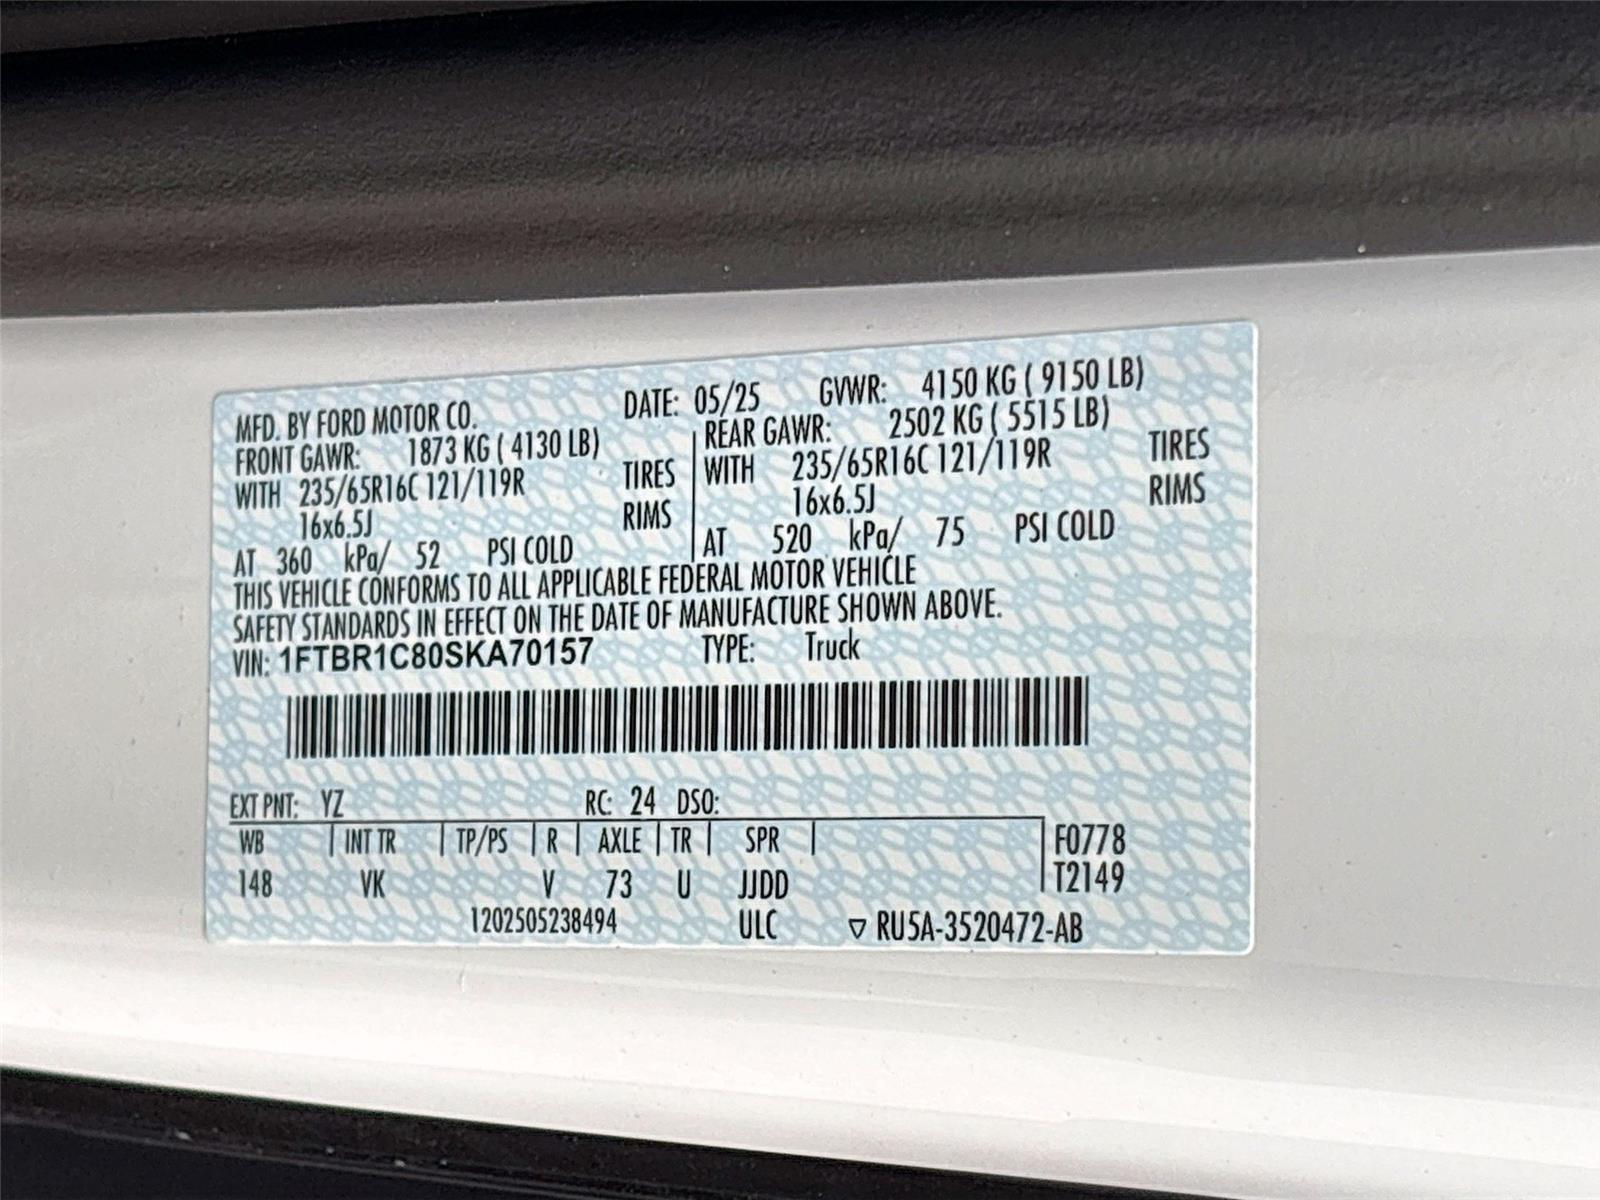 MFD. BY FORD MOTOR CO. DATE: 05/25 GVWR: 4150 KG ( 9150 LB)
FRONT GAWR: 1873 KG ( 4130 LB) REAR GAWR: 2502 KG ( 5515 LB)
WITH 235/65R16C 121/119R TIRES WITH 235/65R16C 121/119R TIRES
16x6.5J RIMS 16x6.5J RIMS
AT 360 kPa/ 52 PSI COLD AT 520 kPa/ 75 PSI COLD
THIS VEHICLE CONFORMS TO ALL APPLICABLE FEDERAL MOTOR VEHICLE
SAFETY STANDARDS IN EFFECT ON THE DATE OF MANUFACTURE SHOWN ABOVE.
VIN: 1FTBR1C80SKA70157 TYPE: Truck
EXT PNT: YZ RC: 24 DSO:
WB INT TR TP/PS R AXLE TR SPR F0778
148 VK V 73 U JJDD T2149
1202505238494 ULC ▽ RU5A-3520472-AB